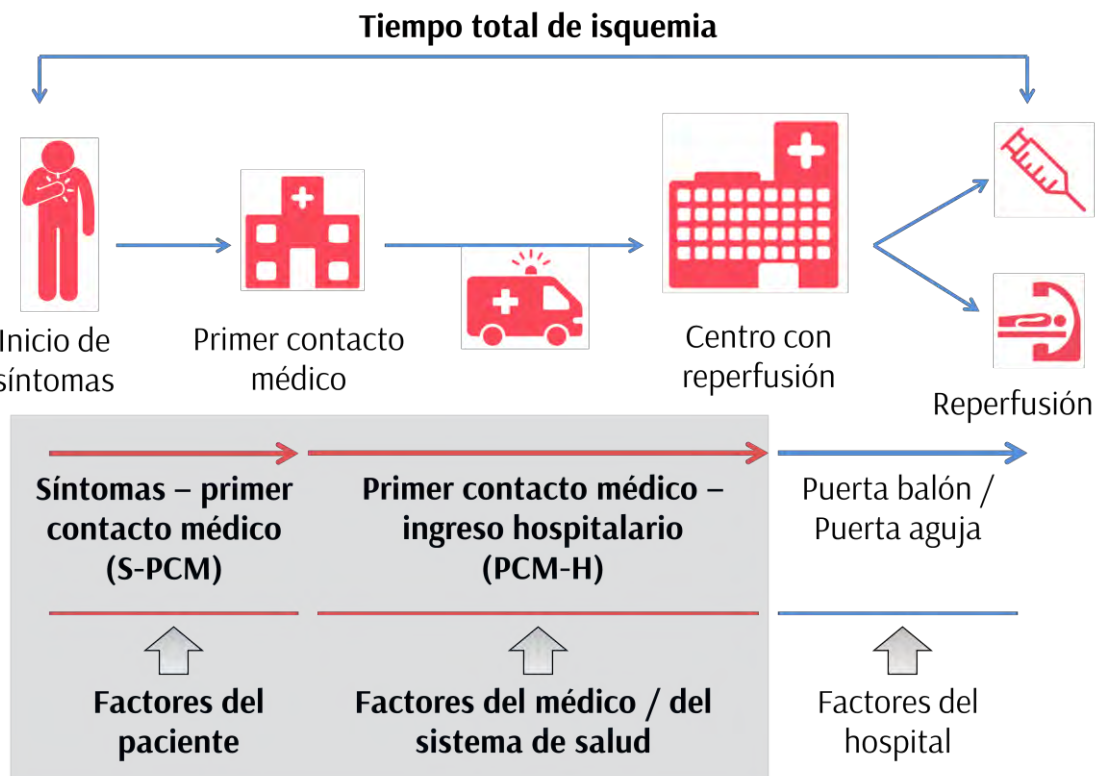 Tiempo total de isquemia
Inicio de
síntomas
Primer contacto
médico
Centro con
reperfusión
Reperfusión
Síntomas – primer
contacto médico
(S-PCM)
Primer contacto médico –
ingreso hospitalario
(PCM-H)
Puerta balón /
Puerta aguja
Factores del
paciente
Factores del médico / del
sistema de salud
Factores del
hospital